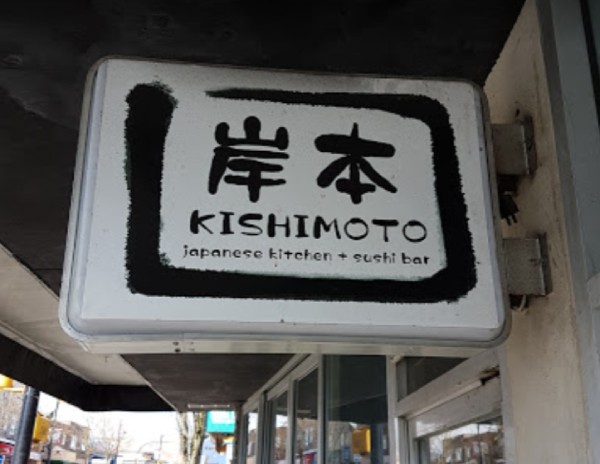 岸本
KISHIMOTO
japanese kitchen + sushi bar